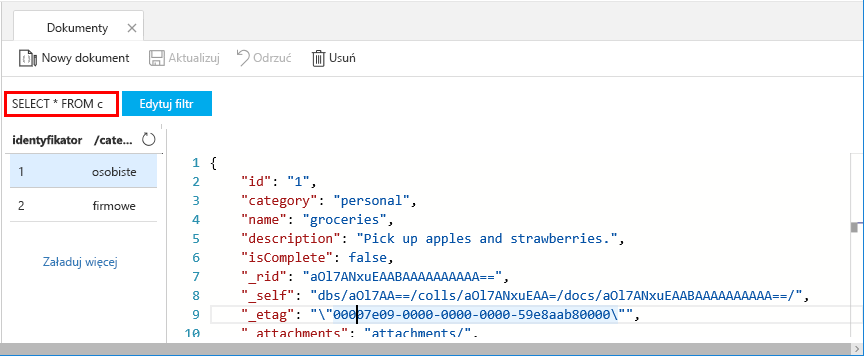 Dokumenty
Nowy dokument Aktualizuj Odrzuć Usuń
SELECT * FROM c Edytuj filtr
identyfikator /cate...
1 osobiste
2 firmowe
Załaduj więcej
1 {
2 "id": "1",
3 "category": "personal",
4 "name": "groceries",
5 "description": "Pick up apples and strawberries.",
6 "isComplete": false,
7 "_rid": "aOl7ANxuEAABAAAAAAAAAA==",
8 "_self": "dbs/aOl7AA==/colls/aOl7ANxuEAA=/docs/aOl7ANxuEAABAAAAAAAAAA==/",
9 "_etag": "\"00007e09-0000-0000-0000-59e8aab80000\"",
10 "_attachments": "attachments/",